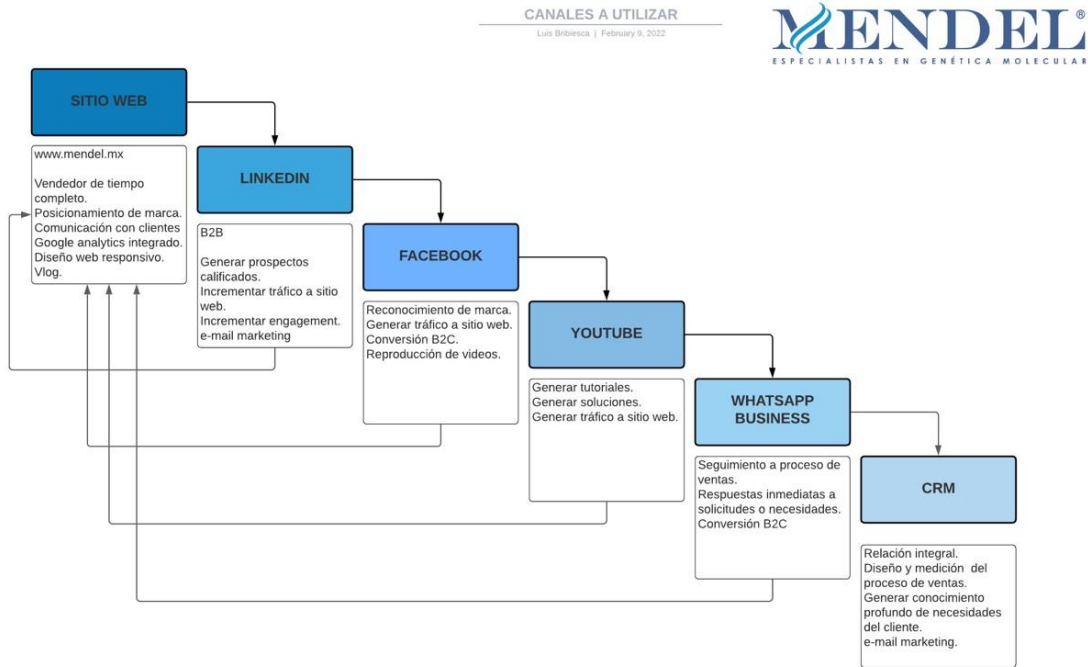 CANALES A UTILIZAR
Luis Bribiesca | February 9, 2022
MENDEL®
ESPECIALISTAS EN GENÉTICA MOLECULAR
SITIO WEB
www.mendel.mx
Vendedor de tiempo
completo.
Posicionamiento de marca.
Comunicación con clientes
Google analytics integrado.
Diseño web responsivo.
Vlog.
LINKEDIN
B2B
Generar prospectos
calificados.
Incrementar tráfico a sitio
web.
Incrementar engagement.
e-mail marketing
FACEBOOK
Reconocimiento de marca.
Generar tráfico a sitio web.
Conversión B2C.
Reproducción de videos.
YOUTUBE
Generar tutoriales.
Generar soluciones.
Generar tráfico a sitio web.
WHATSAPP
BUSINESS
Seguimiento a proceso de
ventas.
Respuestas inmediatas a
solicitudes o necesidades.
Conversión B2C
CRM
Relación integral.
Diseño y medición del
proceso de ventas.
Generar conocimiento
profundo de necesidades
del cliente.
e-mail marketing.